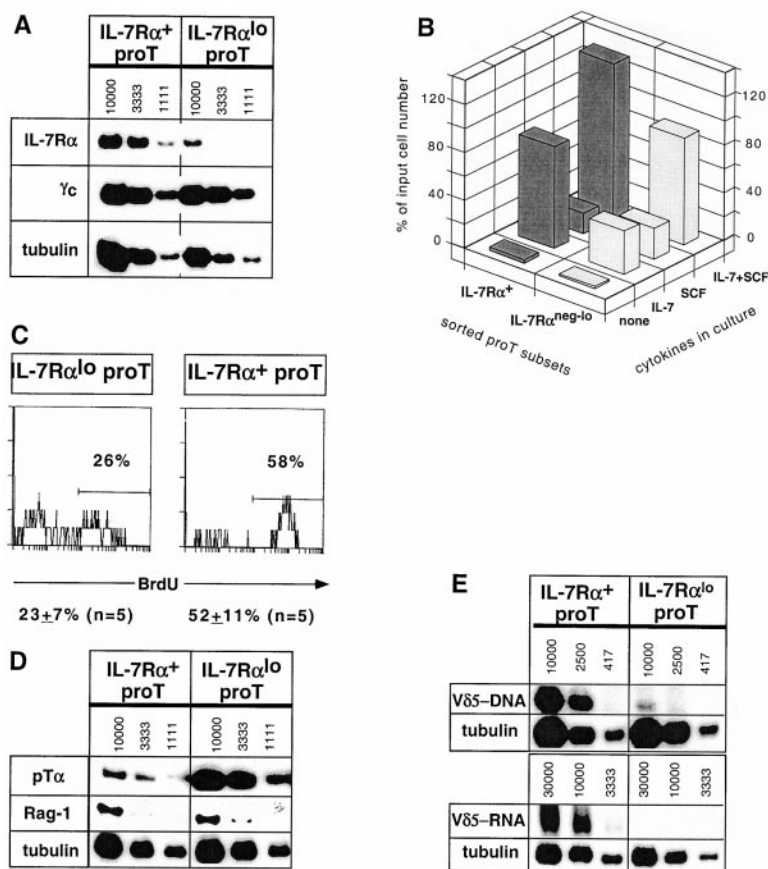 A
IL-7Rα+ proT
IL-7Rαlo proT
10000 3333 1111 10000 3333 1111
IL-7Rα
γc
tubulin
B
% of input cell number
120
80
40
0
120
80
40
0
IL-7Rα+
IL-7Rαneg-lo
sorted proT subsets
none
IL-7
SCF
IL-7+SCF
cytokines in culture
C
IL-7Rαlo proT
IL-7Rα+ proT
26%
58%
BrdU
23±7% (n=5)
52±11% (n=5)
D
IL-7Rα+ proT
IL-7Rαlo proT
10000 3333 1111 10000 3333 1111
pTα
Rag-1
tubulin
E
IL-7Rα+ proT
IL-7Rαlo proT
10000 2500 417 10000 2500 417
Vδ5–DNA
tubulin
30000 10000 3333 30000 10000 3333
Vδ5–RNA
tubulin